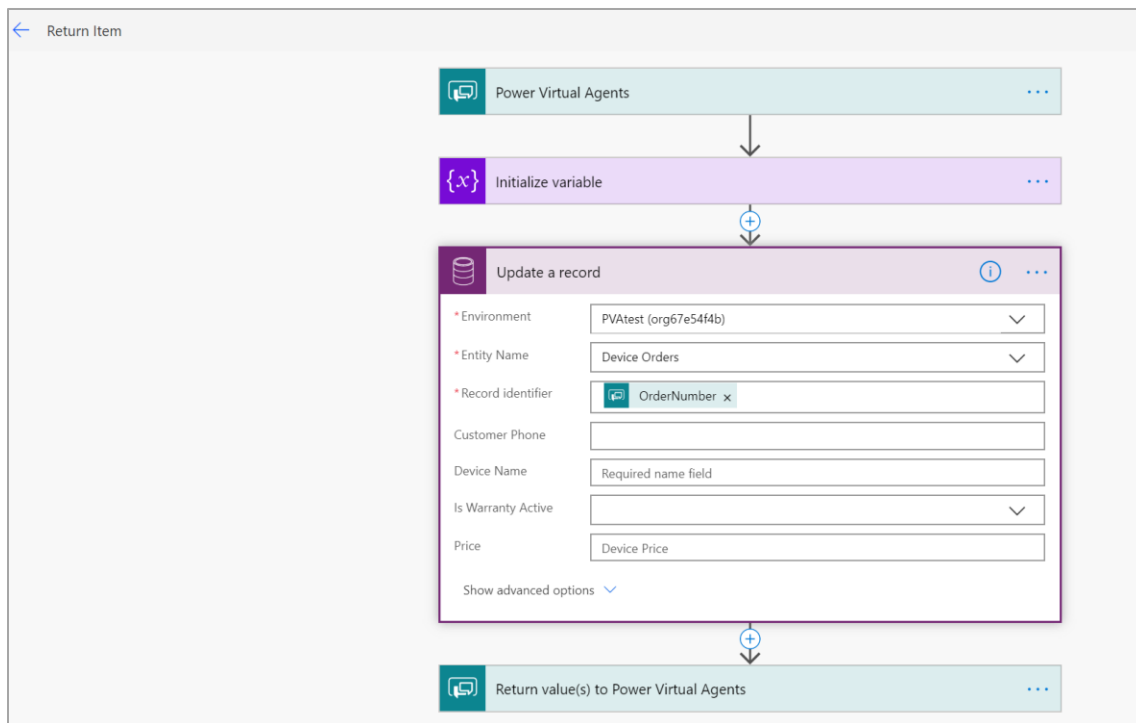 Return Item
Power Virtual Agents
{x} Initialize variable
Update a record
* Environment PVAtest (org67e54f4b)
* Entity Name Device Orders
* Record identifier OrderNumber ×
Customer Phone
Device Name Required name field
Is Warranty Active
Price Device Price
Show advanced options
Return value(s) to Power Virtual Agents